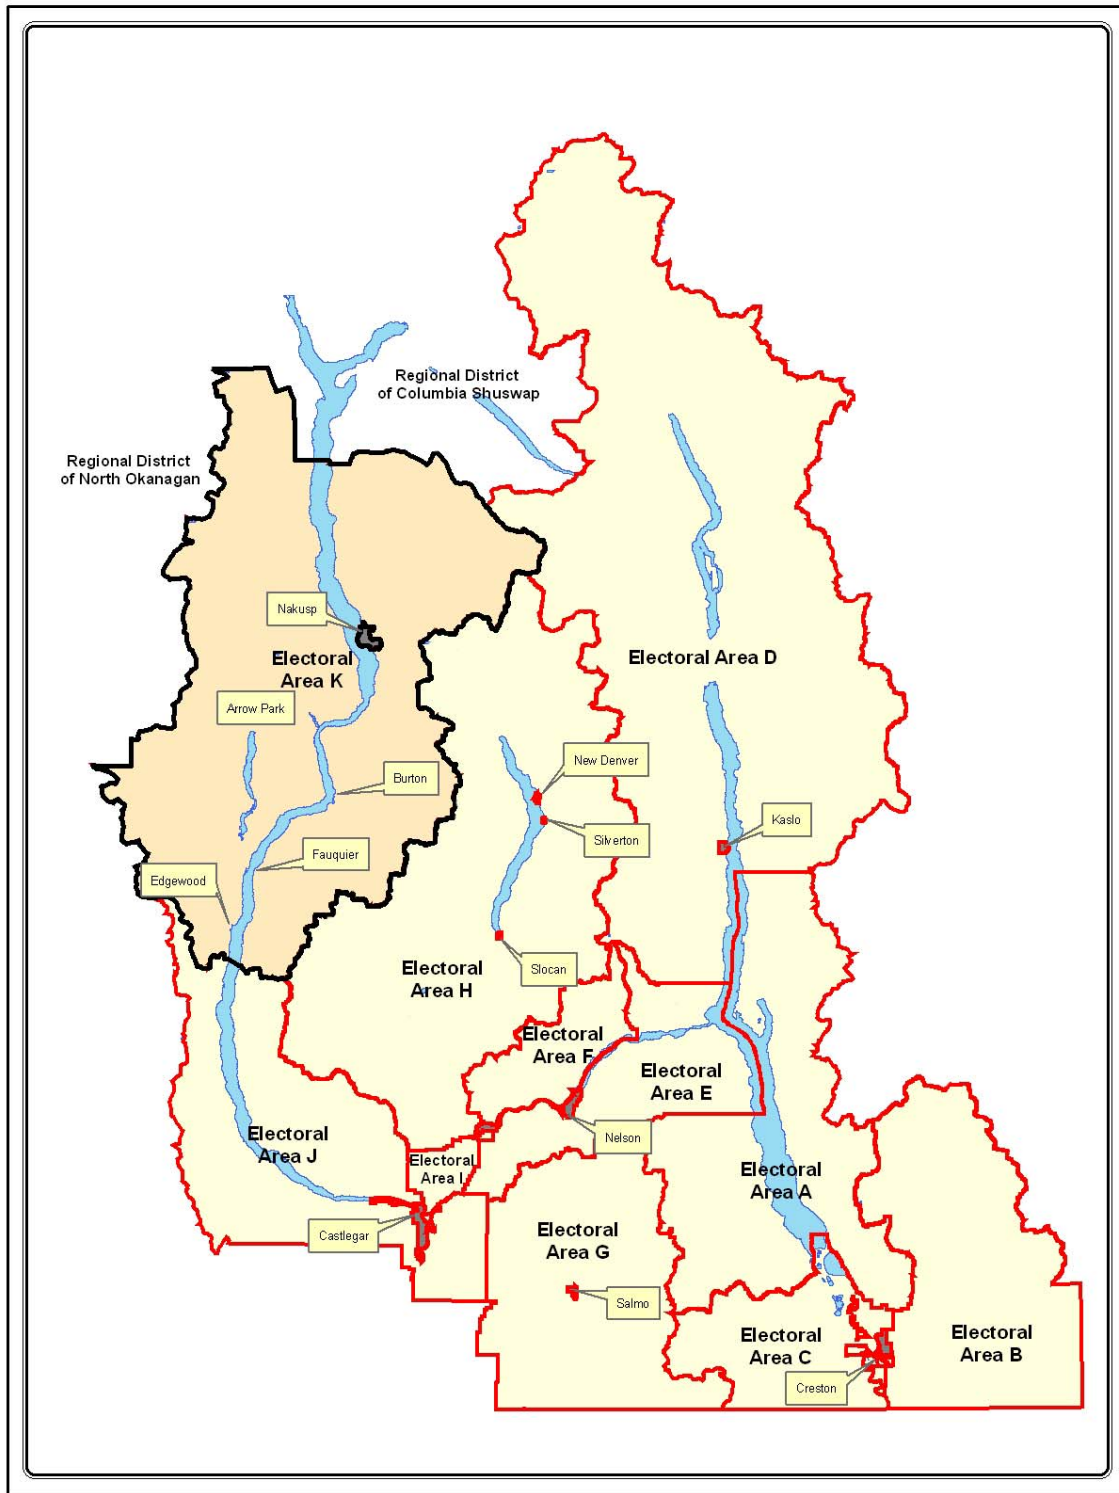 Regional District
of Columbia Shuswap
Regional District
of North Okanagan
Nakusp
Electoral
Area K
Electoral Area D
Arrow Park
New Denver
Burton
Kaslo
Silverton
Fauquier
Edgewood
Electoral
Area H
Slocan
Electoral
Area F
Electoral
Area E
Electoral
Area J
Nelson
Electoral
Area I
Electoral
Area A
Castlegar
Electoral
Area G
Salmo
Electoral
Area C
Electoral
Area B
Creston